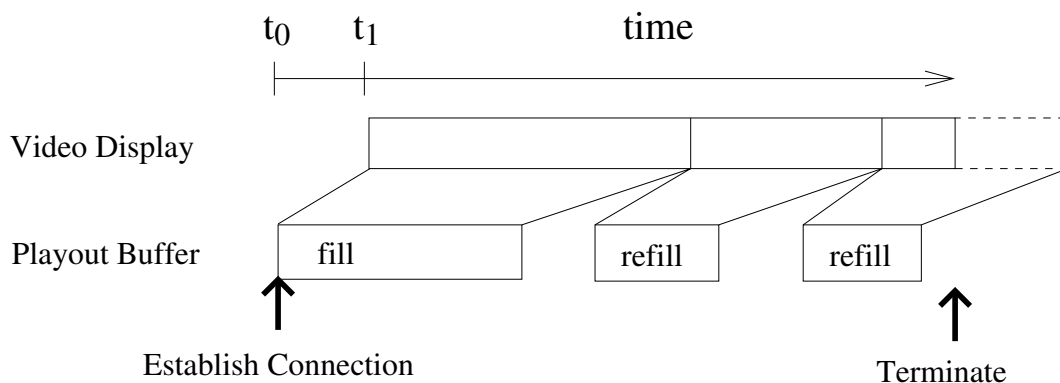 t0 t1 time
Video Display
Playout Buffer fill refill refill
Establish Connection
Terminate